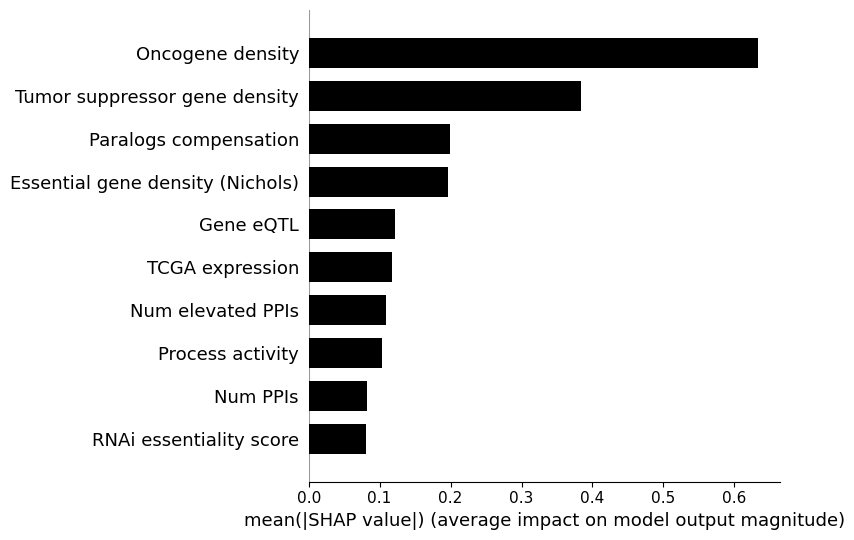 Oncogene density
Tumor suppressor gene density
Paralogs compensation
Essential gene density (Nichols)
Gene eQTL
TCGA expression
Num elevated PPIs
Process activity
Num PPIs
RNAi essentiality score
0.0 0.1 0.2 0.3 0.4 0.5 0.6
mean(|SHAP value|) (average impact on model output magnitude)